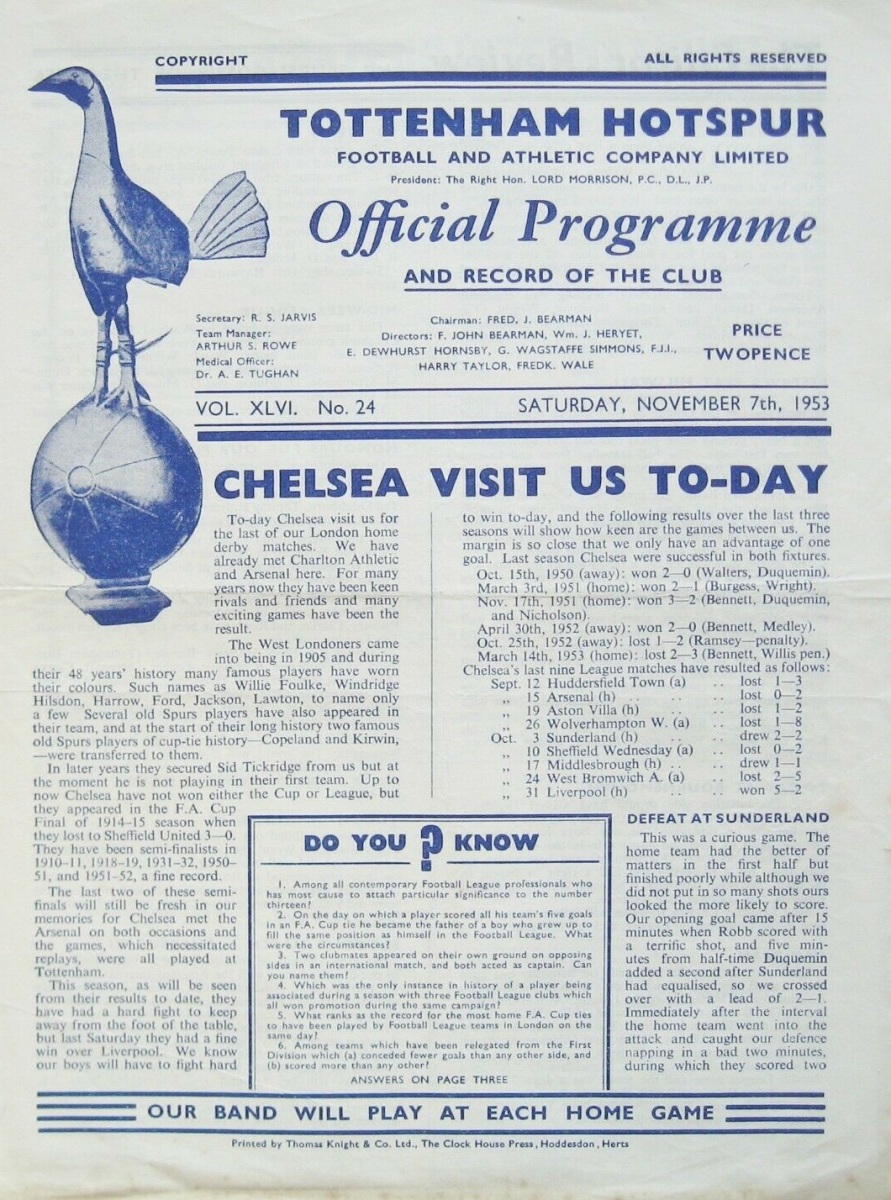 COPYRIGHT
ALL RIGHTS RESERVED
TOTTENHAM HOTSPUR
FOOTBALL AND ATHLETIC COMPANY LIMITED
President: The Right Hon. LORD MORRISON, P.C., D.L., J.P.
Official Programme
AND RECORD OF THE CLUB
Secretary: R. S. JARVIS
Team Manager:
ARTHUR S. ROWE
Medical Officer:
Dr. A. E. TUGHAN
Chairman: FRED. J. BEARMAN
Directors: F. JOHN BEARMAN, Wm. J. HERYET,
E. DEWHURST HORNSBY, G. WAGSTAFFE SIMMONS, F.J.I.,
HARRY TAYLOR, FREDK. WALE
PRICE
TWOPENCE
VOL. XLVI. No. 24
SATURDAY, NOVEMBER 7th, 1953
CHELSEA VISIT US TO-DAY
To-day Chelsea visit us for
the last of our London home
derby matches. We have
already met Charlton Athletic
and Arsenal here. For many
years now they have been keen
rivals and friends and many
exciting games have been the
result.
The West Londoners came
into being in 1905 and during
their 48 years' history many famous players have worn
their colours. Such names as Willie Foulke, Windridge
Hilsdon, Harrow, Ford, Jackson, Lawton, to name only
a few Several old Spurs players have also appeared in
their team, and at the start of their long history two famous
old Spurs players of cup-tie history—Copeland and Kirwin,
—were transferred to them.
In later years they secured Sid Tickridge from us but at
the moment he is not playing in their first team. Up to
now Chelsea have not won either the Cup or League, but
they appeared in the F.A. Cup
Final of 1914-15 season when
they lost to Sheffield United 3—0.
They have been semi-finalists in
1910-11, 1918-19, 1931-32, 1950-
51, and 1951-52, a fine record.
The last two of these semi-
finals will still be fresh in our
memories for Chelsea met the
Arsenal on both occasions and
the games, which necessitated
replays, were all played at
Tottenham.
This season, as will be seen
from their results to date, they
have had a hard fight to keep
away from the foot of the table,
but last Saturday they had a fine
win over Liverpool. We know
our boys will have to fight hard
to win to-day, and the following results over the last three
seasons will show how keen are the games between us. The
margin is so close that we only have an advantage of one
goal. Last season Chelsea were successful in both fixtures.
Oct. 15th, 1950 (away): won 2—0 (Walters, Duquemin).
March 3rd, 1951 (home): won 2—1 (Burgess, Wright).
Nov. 17th, 1951 (home): won 3—2 (Bennett, Duquemin,
and Nicholson).
April 30th, 1952 (away): won 2—0 (Bennett, Medley).
Oct. 25th, 1952 (away): lost 1—2 (Ramsey—penalty).
March 14th, 1953 (home): lost 2—3 (Bennett, Willis pen.)
Chelsea's last nine League matches have resulted as follows:
Sept. 12 Huddersfield Town (a) .. lost 1—3
,, 15 Arsenal (h) .. .. lost 0—2
,, 19 Aston Villa (h) .. lost 1—2
,, 26 Wolverhampton W. (a) .. lost 1—8
Oct. 3 Sunderland (h) .. drew 2—2
,, 10 Sheffield Wednesday (a) .. lost 0—2
,, 17 Middlesbrough (h) .. drew 1—1
,, 24 West Bromwich A. (a) .. lost 2—5
,, 31 Liverpool (h) .. won 5—2
DO YOU ? KNOW
1. Among all contemporary Football League professionals who
has most cause to attach particular significance to the number
thirteen?
2. On the day on which a player scored all his team's five goals
in an F.A. Cup tie he became the father of a boy who grew up to
fill the same position as himself in the Football League. What
were the circumstances?
3. Two clubmates appeared on their own ground on opposing
sides in an international match, and both acted as captain. Can
you name them?
4. Which was the only instance in history of a player being
associated during a season with three Football League clubs which
all won promotion during the same campaign?
5. What ranks as the record for the most home F.A. Cup ties
to have been played by Football League teams in London on the
same day?
6. Among teams which have been relegated from the First
Division which (a) conceded fewer goals than any other side, and
(b) scored more than any other?
ANSWERS ON PAGE THREE
DEFEAT AT SUNDERLAND
This was a curious game. The
home team had the better of
matters in the first half but
finished poorly while although we
did not put in so many shots ours
looked the more likely to score.
Our opening goal came after 15
minutes when Robb scored with
a terrific shot, and five min-
utes from half-time Duquemin
added a second after Sunderland
had equalised, so we crossed
over with a lead of 2—1.
Immediately after the interval
the home team went into the
attack and caught our defence
napping in a bad two minutes,
during which they scored two
OUR BAND WILL PLAY AT EACH HOME GAME
Printed by Thomas Knight & Co. Ltd., The Clock House Press, Hoddesdon, Herts